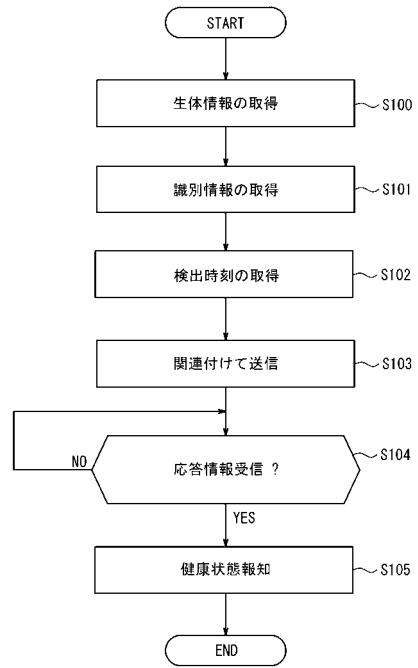 START
生体情報の取得
S100
識別情報の取得
S101
検出時刻の取得
S102
関連付けて送信
S103
応答情報受信 ?
S104
NO
YES
健康状態報知
S105
END